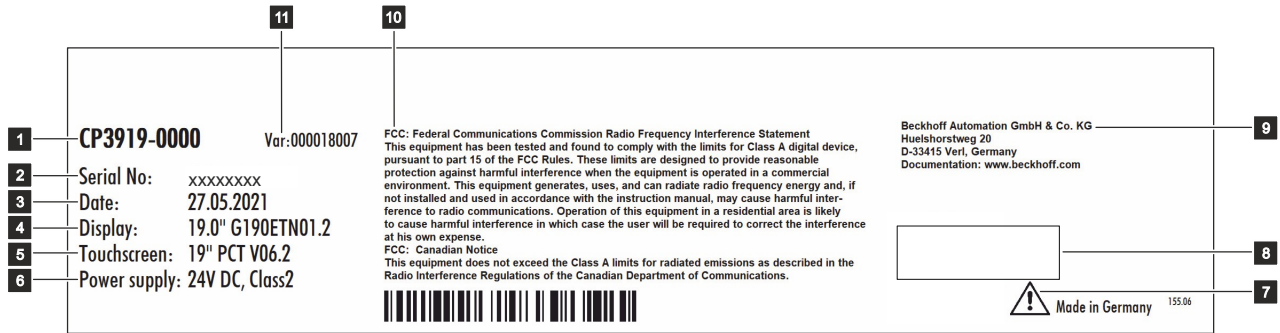 11
10
1
CP3919-0000
Var:000018007
2
Serial No: xxxxxxxx
3
Date: 27.05.2021
4
Display: 19.0" G190ETN01.2
5
Touchscreen: 19" PCT V06.2
6
Power supply: 24V DC, Class2
FCC: Federal Communications Commission Radio Frequency Interference Statement
This equipment has been tested and found to comply with the limits for Class A digital device,
pursuant to part 15 of the FCC Rules. These limits are designed to provide reasonable
protection against harmful interference when the equipment is operated in a commercial
environment. This equipment generates, uses, and can radiate radio frequency energy and, if
not installed and used in accordance with the instruction manual, may cause harmful inter-
ference to radio communications. Operation of this equipment in a residential area is likely
to cause harmful interference in which case the user will be required to correct the interference
at his own expense.
FCC: Canadian Notice
This equipment does not exceed the Class A limits for radiated emissions as described in the
Radio Interference Regulations of the Canadian Department of Communications.
Beckhoff Automation GmbH & Co. KG
Huelshorstweg 20
D-33415 Verl, Germany
Documentation: www.beckhoff.com
9
8
7
Made in Germany
155.06